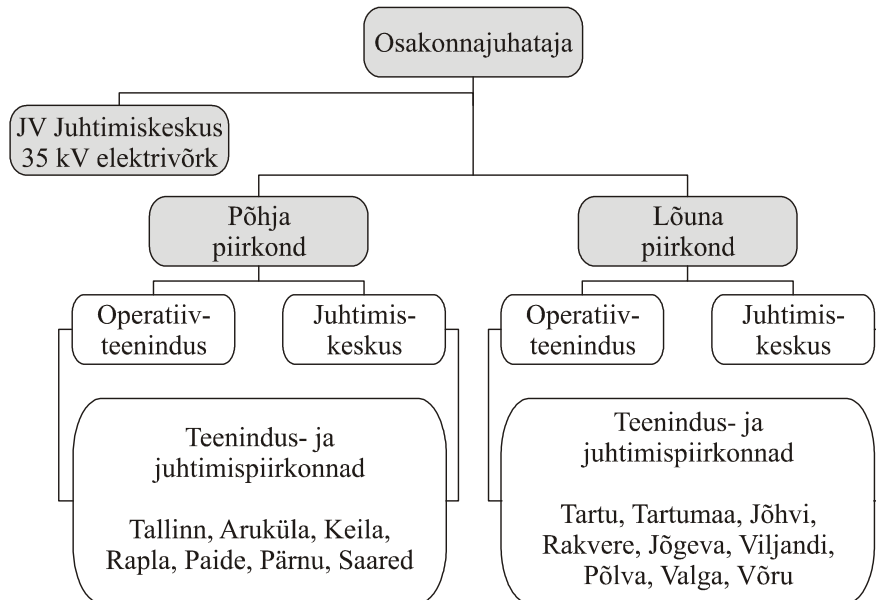 Osakonnajuhataja
JV Juhtimiskeskus
35 kV elektrivõrk
Põhja
piirkond
Lõuna
piirkond
Operatiiv-
teenindus
Juhtimis-
keskus
Operatiiv-
teenindus
Juhtimis-
keskus
Teenindus- ja
juhtimispiirkonnad
Tallinn, Aruküla, Keila,
Rapla, Paide, Pärnu, Saared
Teenindus- ja
juhtimispiirkonnad
Tartu, Tartumaa, Jõhvi,
Rakvere, Jõgeva, Viljandi,
Põlva, Valga, Võru